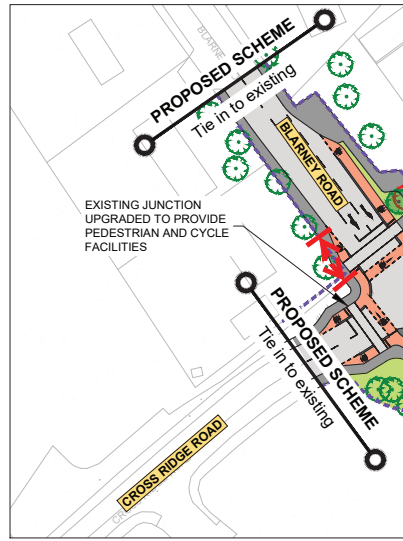 BLARNE
PROPOSED SCHEME
Tie in to existing
BLARNEY ROAD
EXISTING JUNCTION
UPGRADED TO PROVIDE
PEDESTRIAN AND CYCLE
FACILITIES
PROPOSED SCHEME
Tie in to existing
CROSS RIDGE ROAD